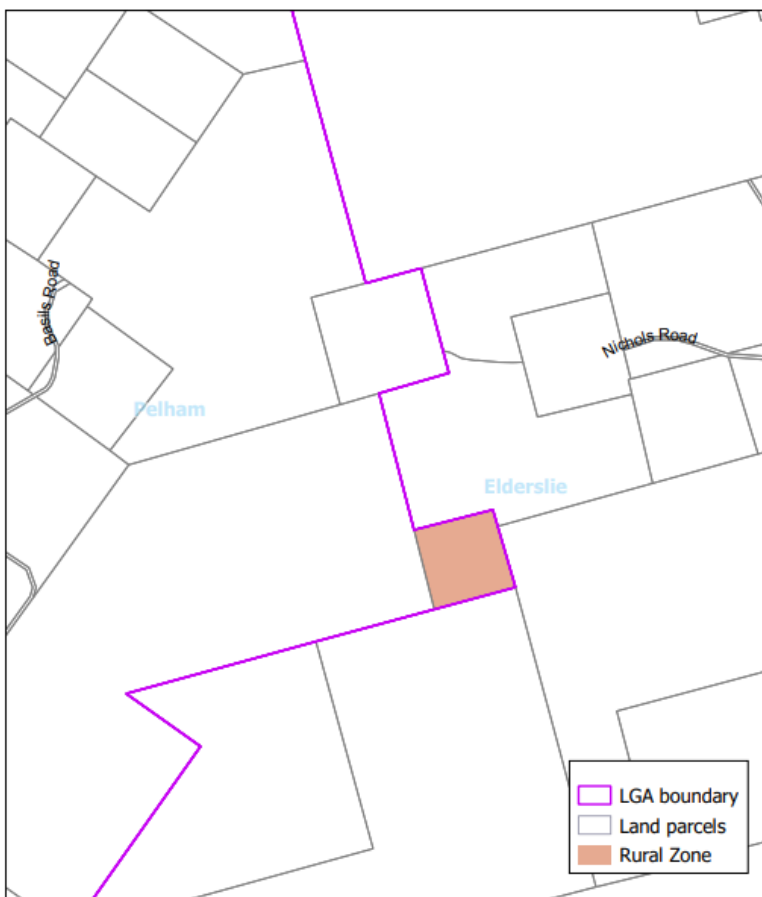 Basils Road
Nichols Road
Pelham
Elderslie
LGA boundary
Land parcels
Rural Zone